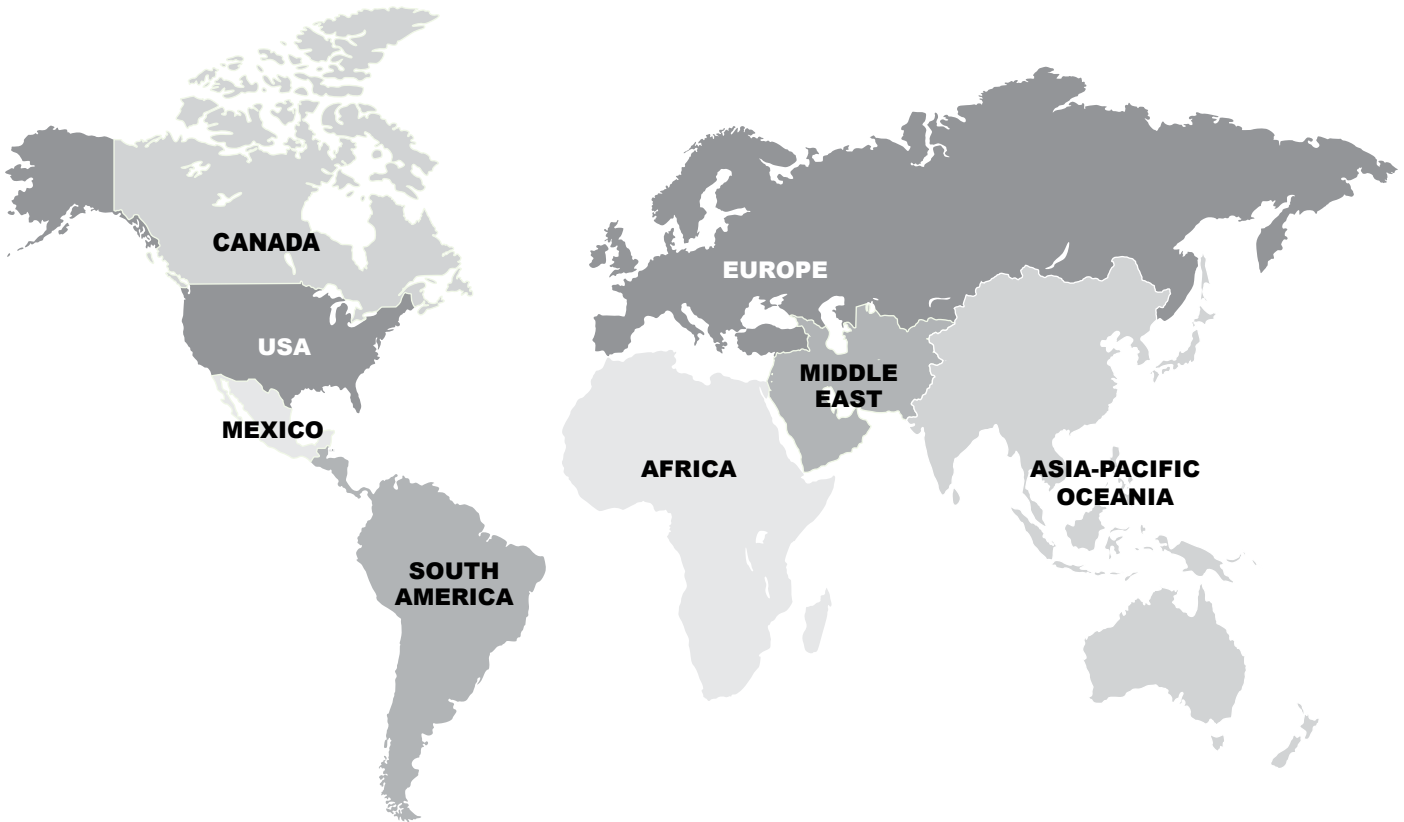 CANADA
EUROPE
USA
MIDDLE
EAST
MEXICO
AFRICA
ASIA-PACIFIC
OCEANIA
SOUTH
AMERICA